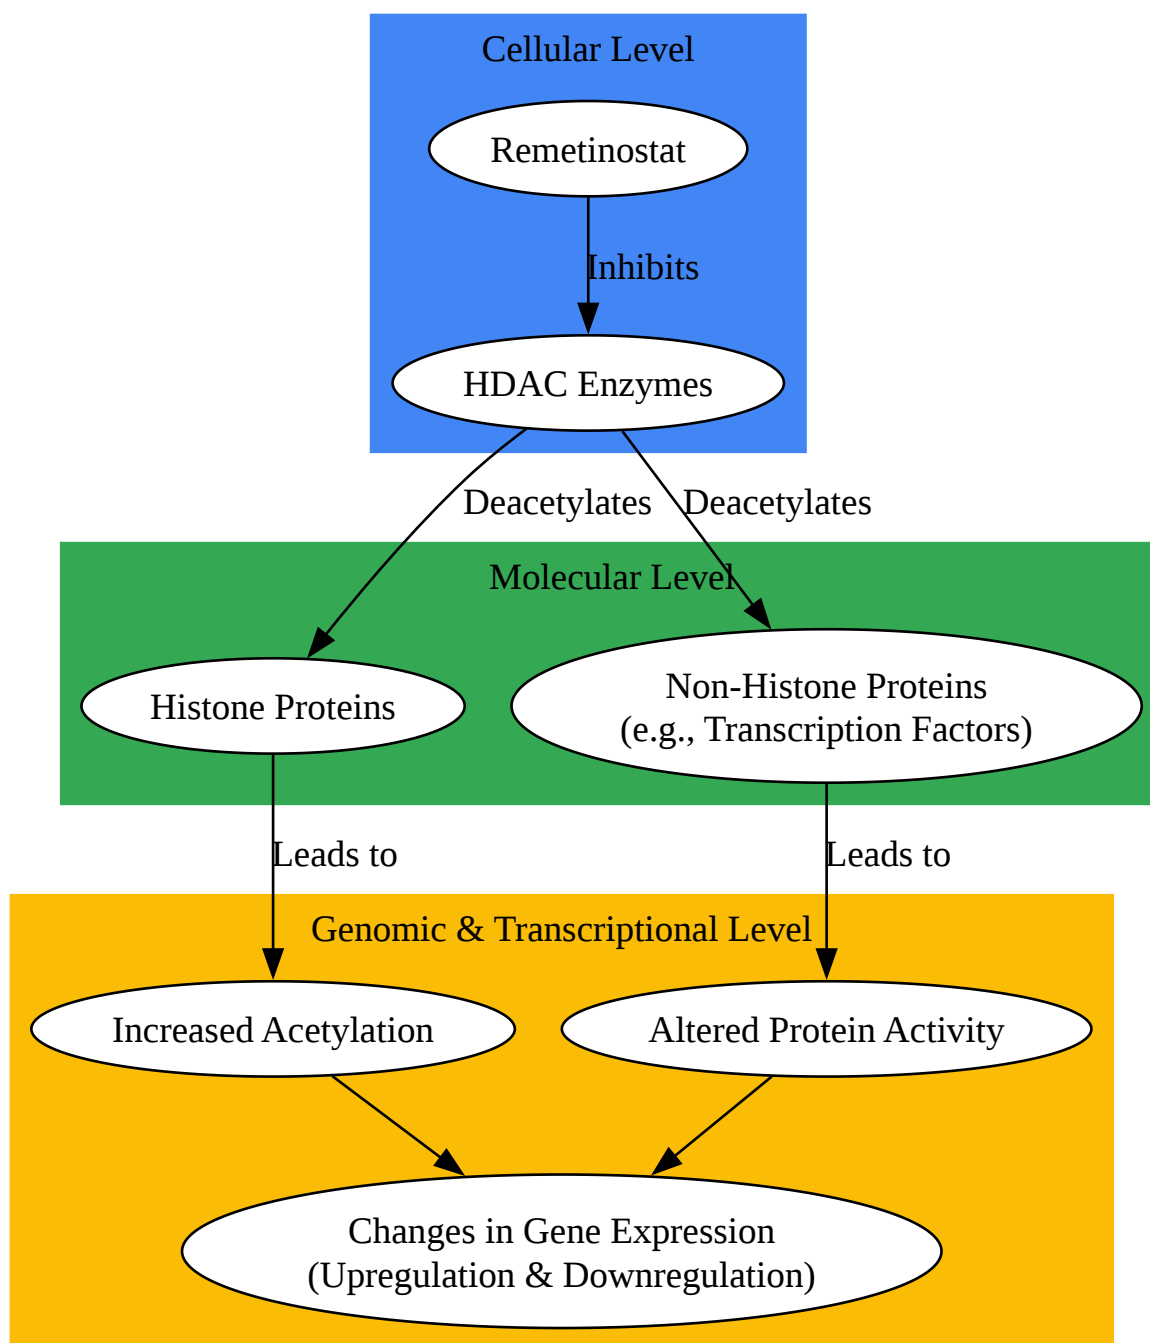 Cellular Level
Remetinostat
Inhibits
HDAC Enzymes
Deacetylates
Deacetylates
Molecular Level
Histone Proteins
Non-Histone Proteins
(e.g., Transcription Factors)
Leads to
Leads to
Genomic & Transcriptional Level
Increased Acetylation
Altered Protein Activity
Changes in Gene Expression
(Upregulation & Downregulation)